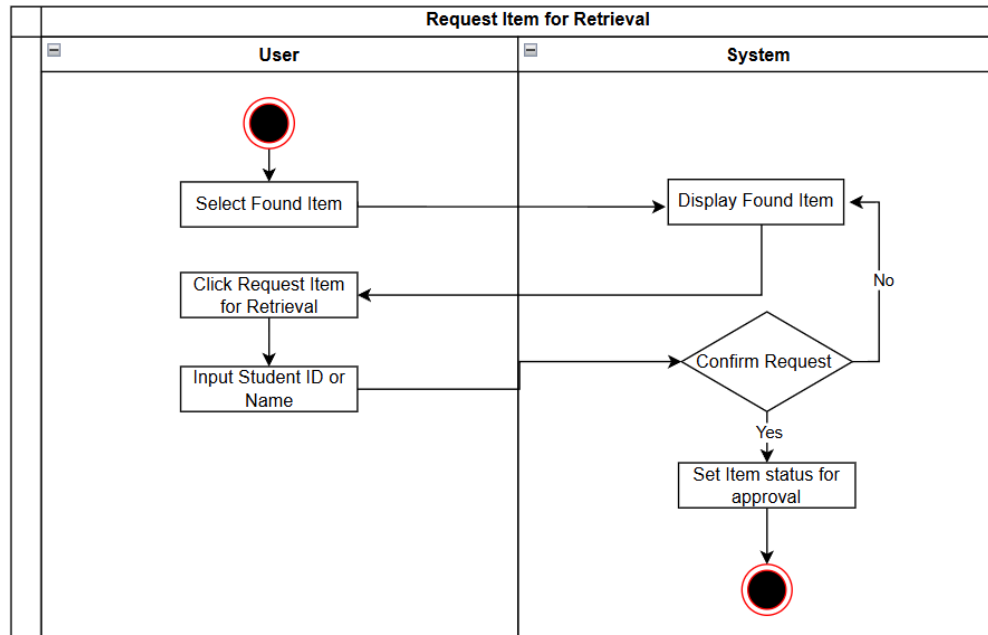 Request Item for Retrieval
User
System
Select Found Item
Display Found Item
Click Request Item
for Retrieval
No
Confirm Request
Input Student ID or
Name
Yes
Set Item status for
approval